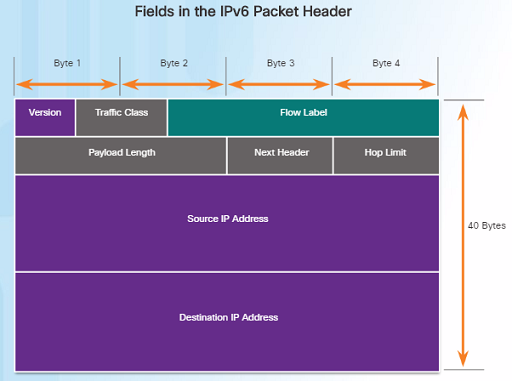 Fields in the IPv6 Packet Header
Byte 1 Byte 2 Byte 3 Byte 4
Version Traffic Class Flow Label
Payload Length Next Header Hop Limit
Source IP Address
40 Bytes
Destination IP Address